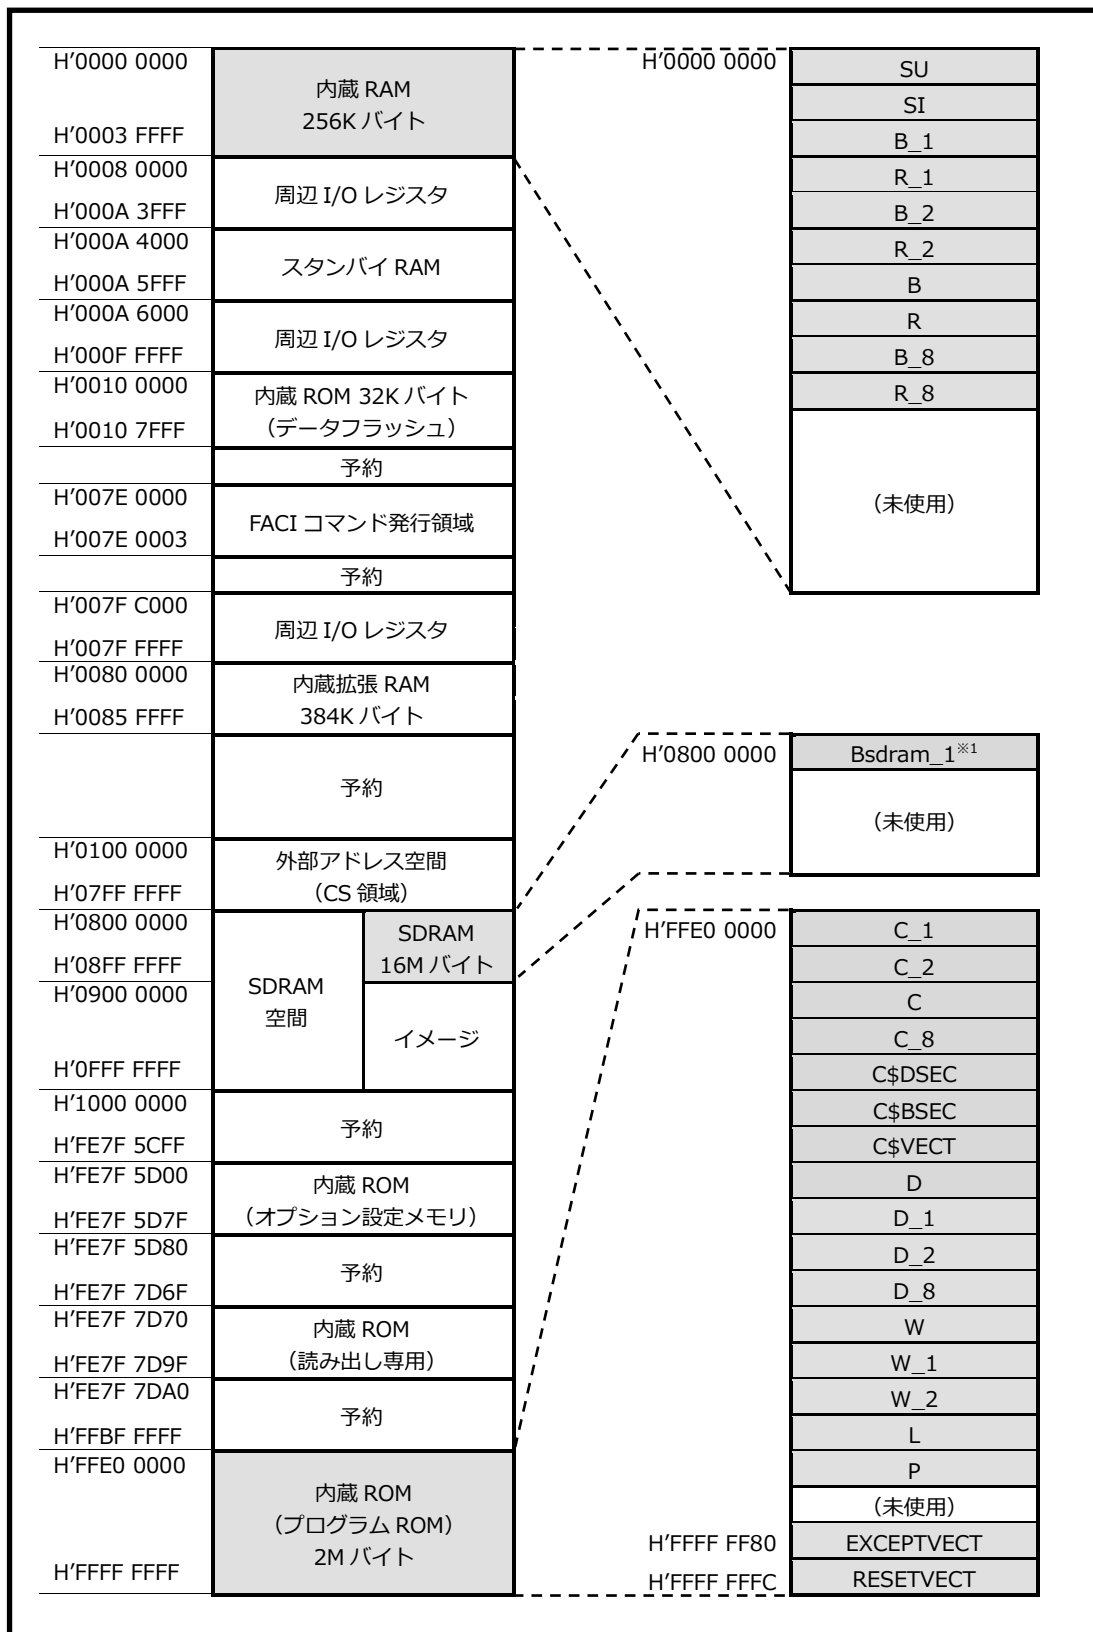 H'0000 0000
内蔵 RAM
256K バイト
H'0003 FFFF
H'0008 0000
周辺 I/O レジスタ
H'000A 3FFF
H'000A 4000
スタンバイ RAM
H'000A 5FFF
H'000A 6000
周辺 I/O レジスタ
H'000F FFFF
H'0010 0000
内蔵 ROM 32K バイト
（データフラッシュ）
H'0010 7FFF
予約
H'007E 0000
FACI コマンド発行領域
H'007E 0003
予約
H'007F C000
周辺 I/O レジスタ
H'007F FFFF
H'0080 0000
内蔵拡張 RAM
384K バイト
H'0085 FFFF
予約
H'0100 0000
外部アドレス空間
（CS 領域）
H'07FF FFFF
H'0800 0000
SDRAM
16M バイト
H'08FF FFFF
H'0900 0000
SDRAM
空間
イメージ
H'0FFF FFFF
H'1000 0000
予約
H'FE7F 5CFF
H'FE7F 5D00
内蔵 ROM
（オプション設定メモリ）
H'FE7F 5D7F
H'FE7F 5D80
予約
H'FE7F 7D6F
H'FE7F 7D70
内蔵 ROM
（読み出し専用）
H'FE7F 7D9F
H'FE7F 7DA0
予約
H'FFBF FFFF
H'FFE0 0000
内蔵 ROM
（プログラム ROM）
2M バイト
H'FFFF FFFF
H'0000 0000
SU
SI
B_1
R_1
B_2
R_2
B
R
B_8
R_8
（未使用）
H'0800 0000
Bsdram_1※1
（未使用）
H'FFE0 0000
C_1
C_2
C
C_8
C$DSEC
C$BSEC
C$VECT
D
D_1
D_2
D_8
W
W_1
W_2
L
P
（未使用）
H'FFFF FF80
EXCEPTVECT
H'FFFF FFFC
RESETVECT